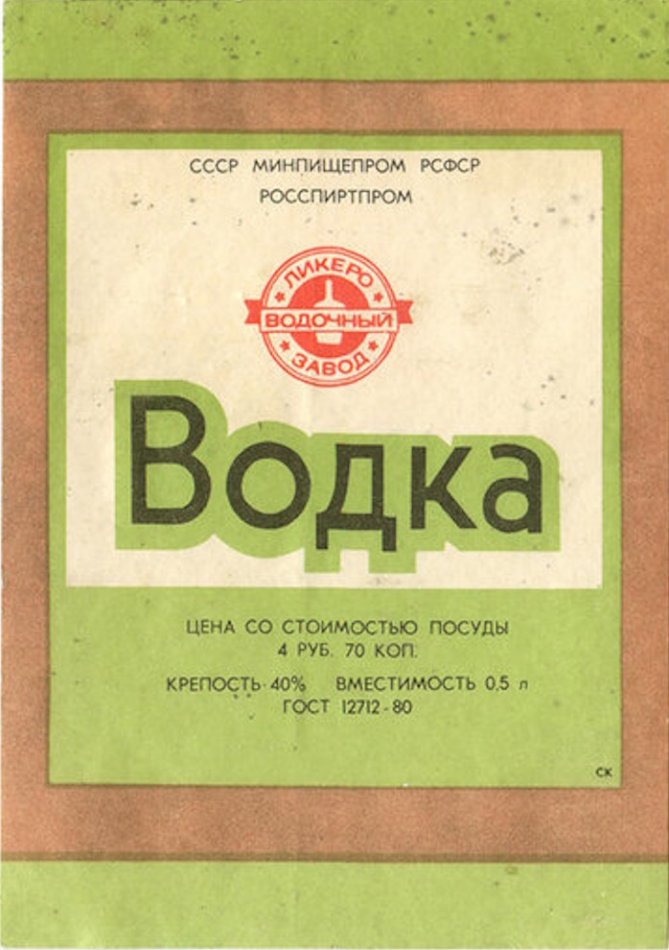 СССР МИНПИЩЕПРОМ РСФСР
РОССПИРТПРОМ
ЛИКЕРО
ВОДОЧНЫЙ
ЗАВОД
Водка
ЦЕНА СО СТОИМОСТЬЮ ПОСУДЫ
4 РУБ. 70 КОП.
КРЕПОСТЬ 40% ВМЕСТИМОСТЬ 0,5 л
ГОСТ 12712-80
СК